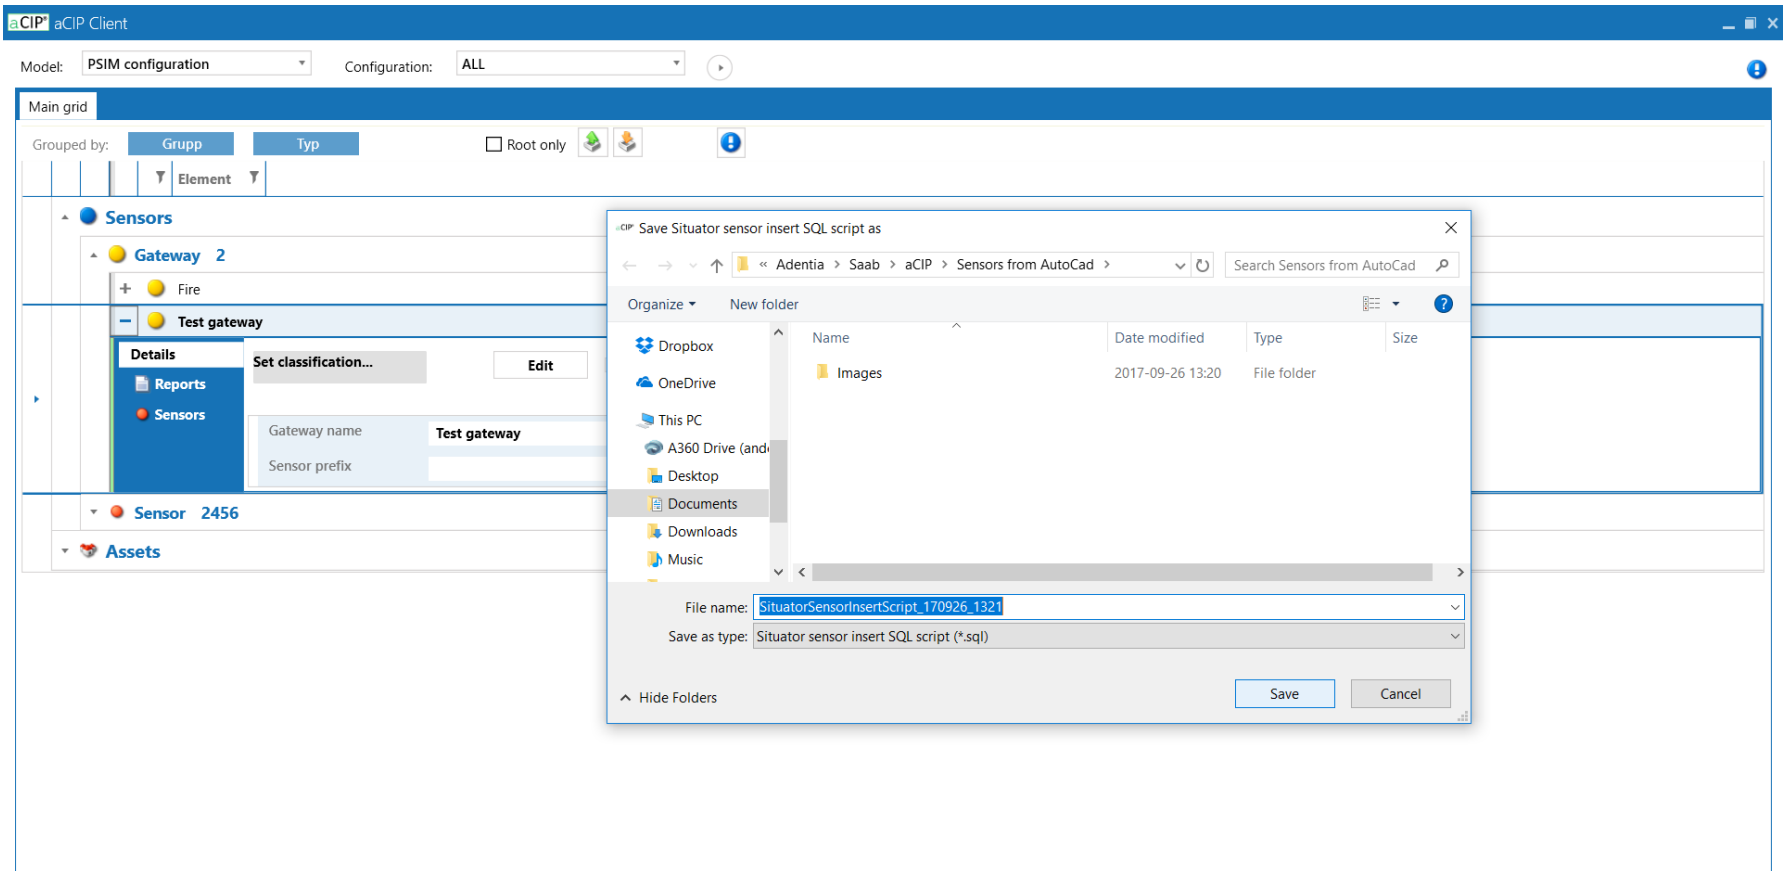 aCIP® aCIP Client
Model: PSIM configuration Configuration: ALL
Main grid
Grouped by: Grupp Typ Root only
Element
Sensors
Gateway 2
Fire
Test gateway
Details
Set classification... Edit
Reports
Sensors
Gateway name Test gateway
Sensor prefix
Sensor 2456
Assets
aCIP® Save Situator sensor insert SQL script as
« Adentia > Saab > aCIP > Sensors from AutoCad > Search Sensors from AutoCad
Organize New folder
Name Date modified Type Size
Images 2017-09-26 13:20 File folder
Dropbox
OneDrive
This PC
A360 Drive (and
Desktop
Documents
Downloads
Music
File name: SituatorSensorInsertScript_170926_1321
Save as type: Situator sensor insert SQL script (*.sql)
Hide Folders Save Cancel